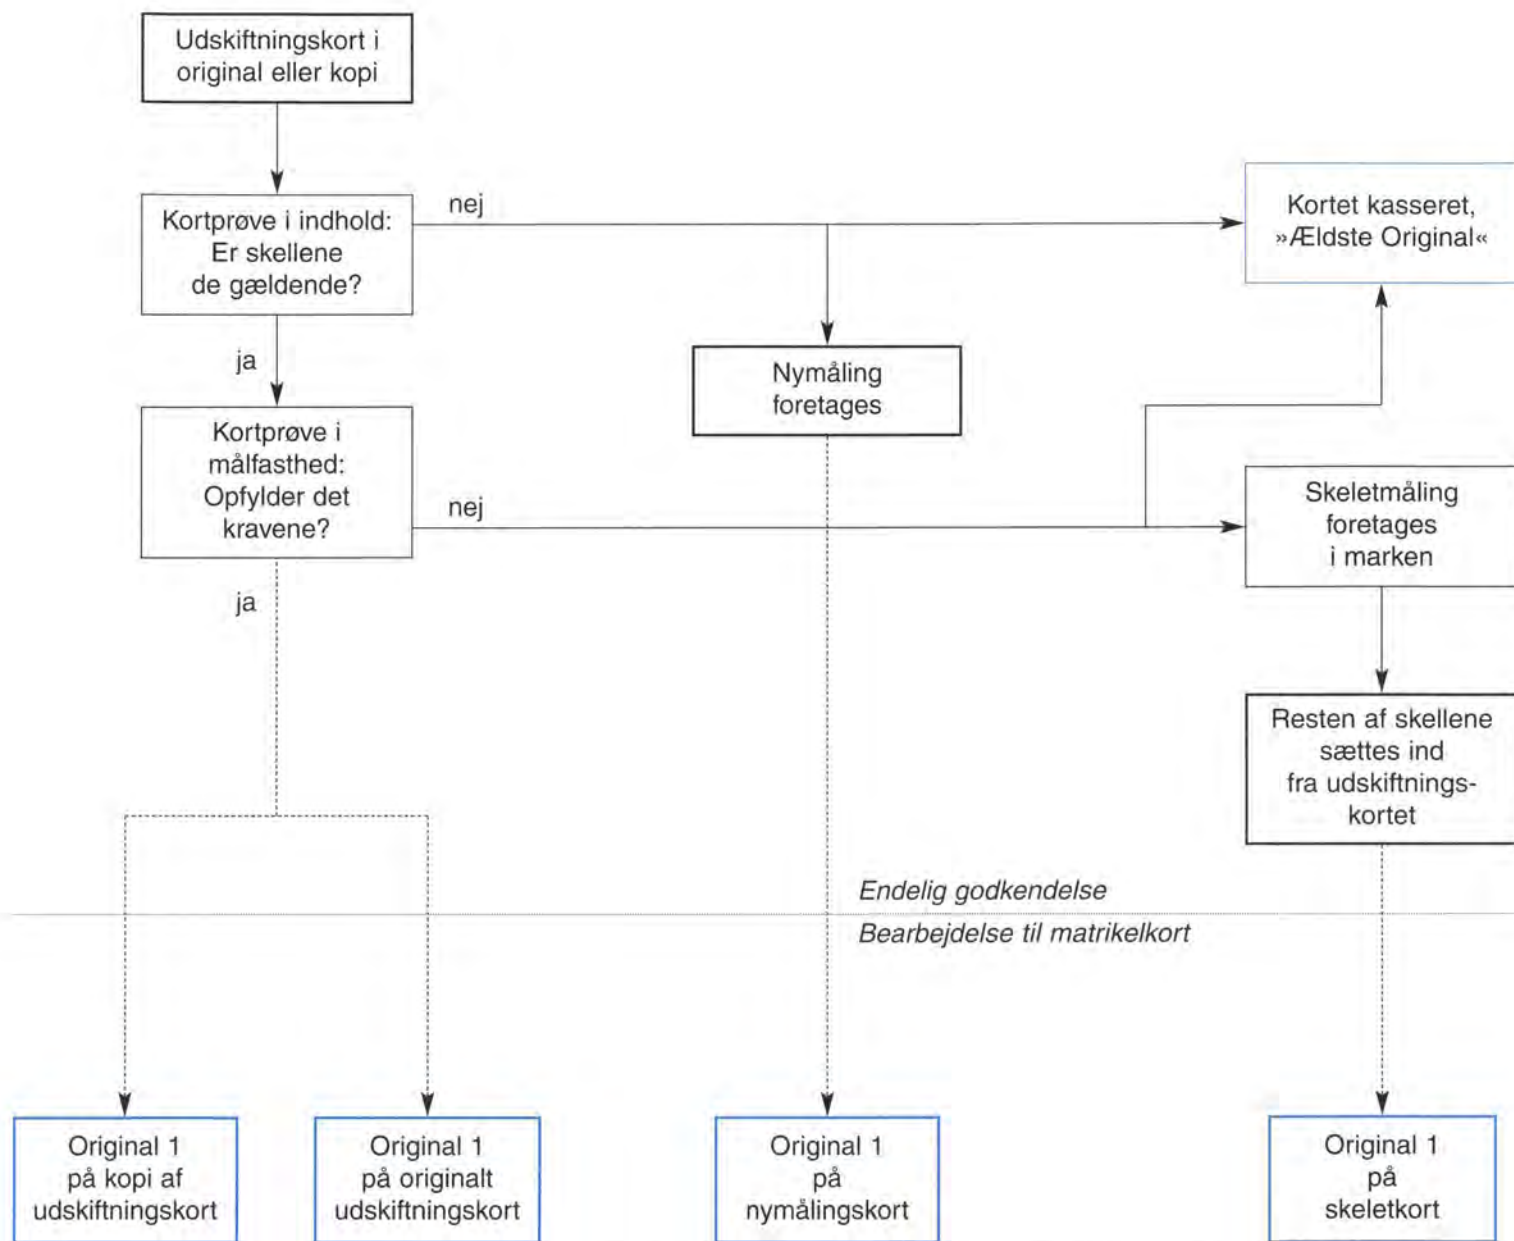 Udskiftningskort i
original eller kopi
Kortprøve i indhold:
Er skellene
de gældende?
nej
Kortet kasseret,
»Ældste Original«
ja
Nymåling
foretages
Kortprøve i
målfasthed:
Opfylder det
kravene?
nej
Skeletmåling
foretages
i marken
ja
Resten af skellene
sættes ind
fra udskiftnings-
kortet
Endelig godkendelse
Bearbejdelse til matrikelkort
Original 1
på kopi af
udskiftningskort
Original 1
på originalt
udskiftningskort
Original 1
på
nymålingskort
Original 1
på
skeletkort